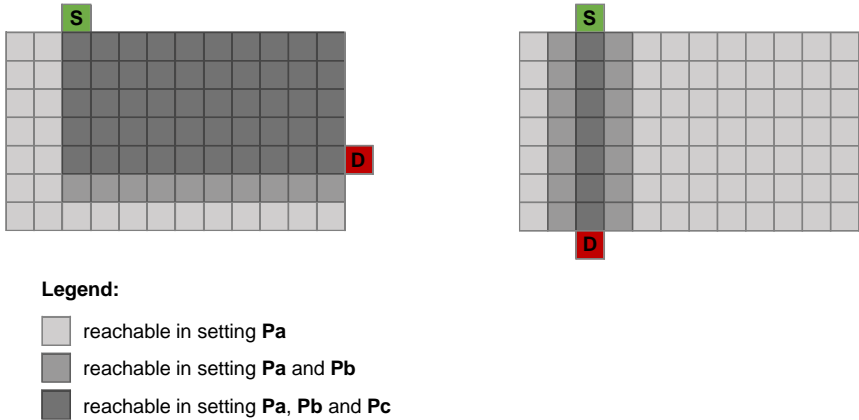 S
S
D
D
Legend:
reachable in setting Pa
reachable in setting Pa and Pb
reachable in setting Pa, Pb and Pc